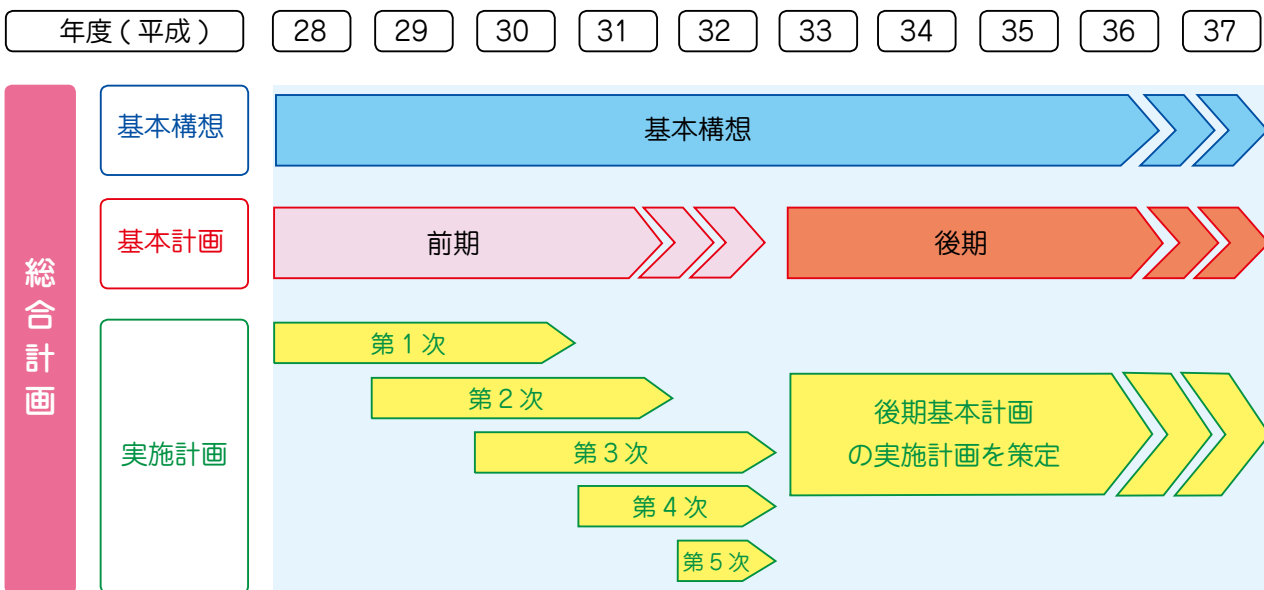 年度(平成) 28 29 30 31 32 33 34 35 36 37
総合計画
基本構想 基本構想
基本計画 前期 後期
実施計画
第1次
第2次
第3次
第4次
第5次
後期基本計画
の実施計画を策定